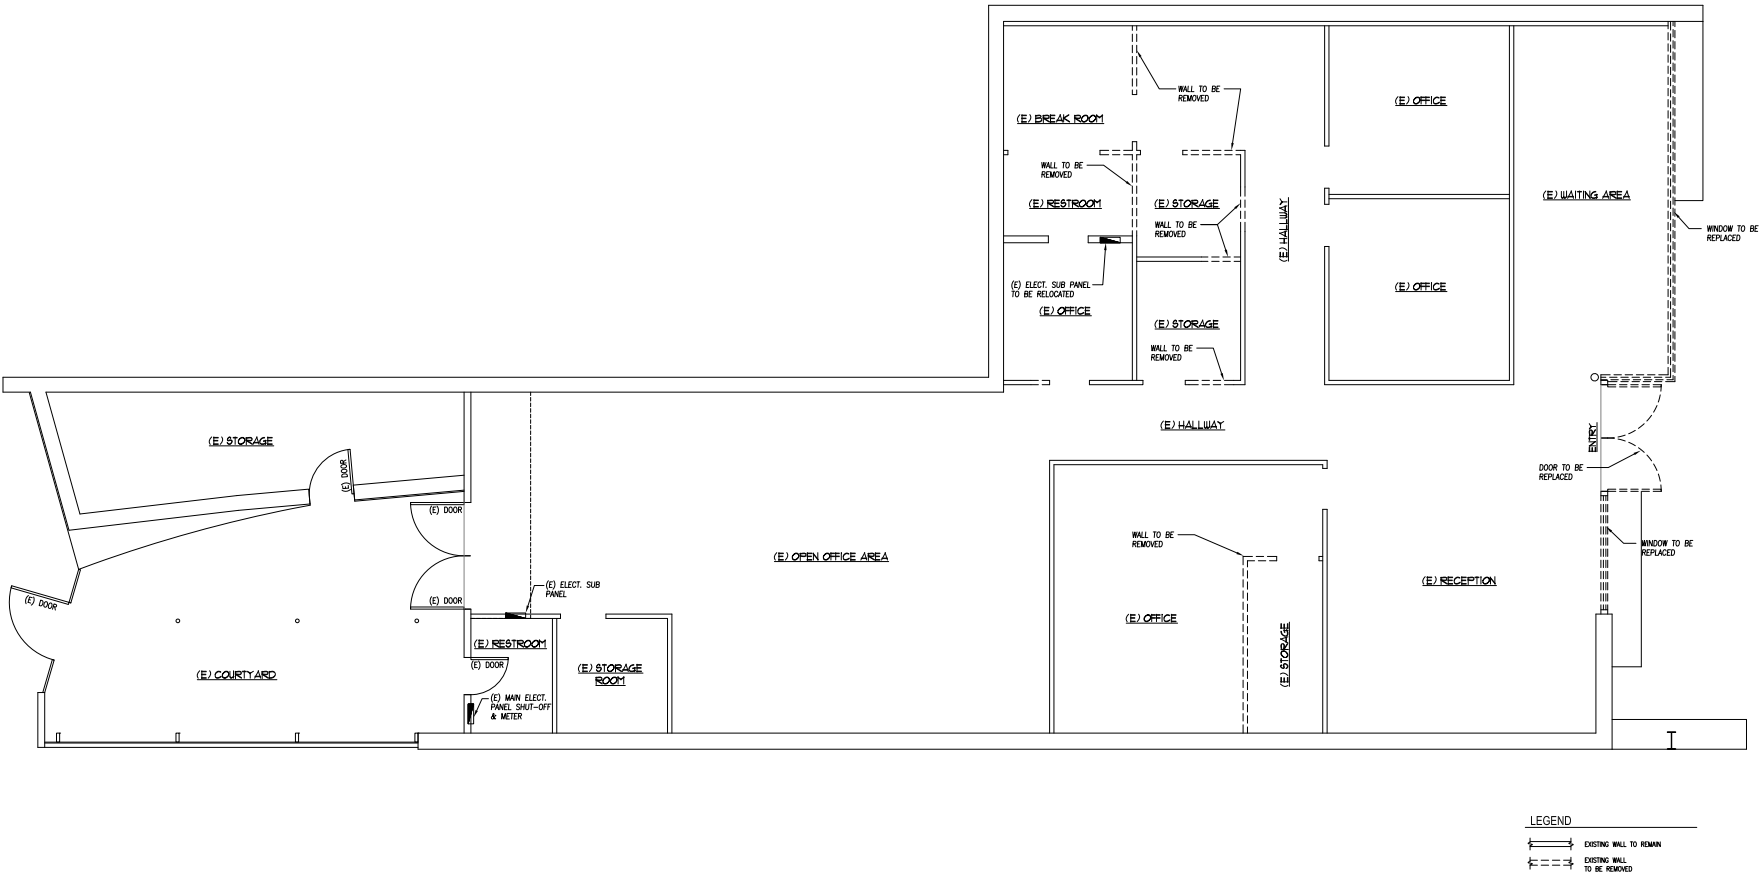 WALL TO BE
REMOVED
(E) OFFICE
(E) BREAK ROOM
WALL TO BE
REMOVED
(E) RESTROOM
(E) STORAGE
WALL TO BE
REMOVED
(E) HALLWAY
(E) WAITING AREA
WINDOW TO BE
REPLACED
(E) ELECT. SUB PANEL
TO BE RELOCATED
(E) OFFICE
(E) OFFICE
(E) STORAGE
WALL TO BE
REMOVED
(E) HALLWAY
ENTRY
DOOR TO BE
REPLACED
(E) STORAGE
(E) DOOR
(E) DOOR
(E) DOOR
(E) DOOR
(E) OPEN OFFICE AREA
WALL TO BE
REMOVED
WINDOW TO BE
REPLACED
(E) RECEPTION
(E) ELECT. SUB
PANEL
(E) OFFICE
(E) STORAGE
(E) RESTROOM
(E) DOOR
(E) STORAGE
ROOM
(E) COURTYARD
(E) MAIN ELECT.
PANEL SHUT-OFF
& METER
LEGEND
EXISTING WALL TO REMAIN
EXISTING WALL
TO BE REMOVED